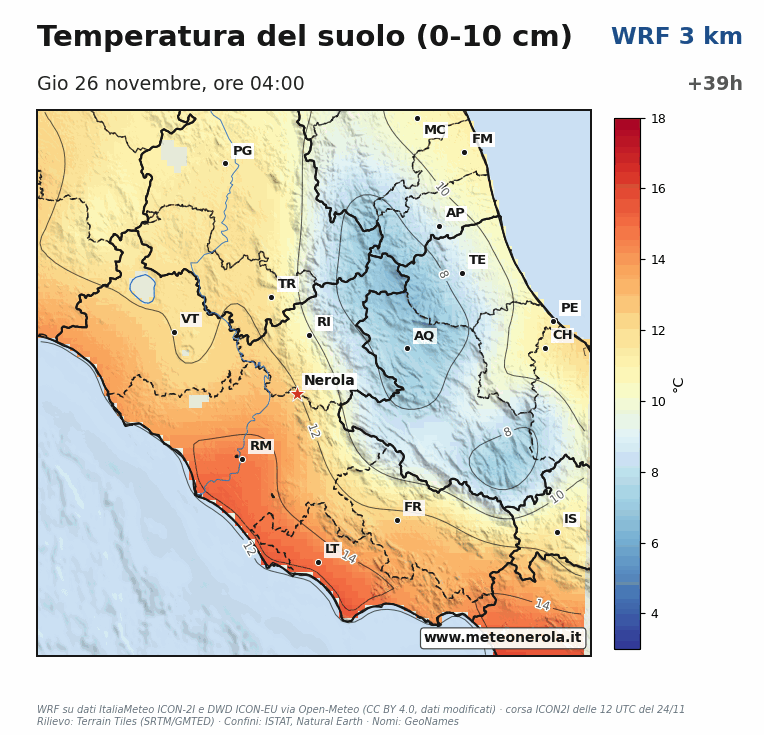 Temperatura del suolo (0-10 cm)
WRF 3 km
Gio 26 novembre, ore 04:00
+39h
MC
FM
PG
10
AP
TE
8
TR
PE
VT
RI
CH
AQ
Nerola
12
8
RM
10
FR
IS
12
LT
14
14
www.meteonerola.it
18
16
14
12
10
8
6
4
°C
WRF su dati ItaliaMeteo ICON-2I e DWD ICON-EU via Open-Meteo (CC BY 4.0, dati modificati) · corsa ICON2I delle 12 UTC del 24/11
Rilievo: Terrain Tiles (SRTM/GMTED) · Confini: ISTAT, Natural Earth · Nomi: GeoNames